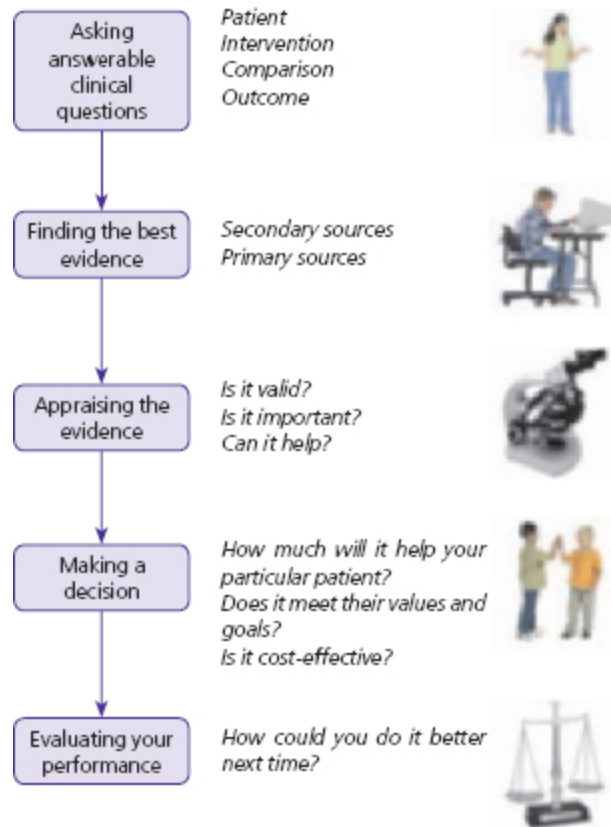 Asking
answerable
clinical
questions
Patient
Intervention
Comparison
Outcome
Finding the best
evidence
Secondary sources
Primary sources
Appraising the
evidence
Is it valid?
Is it important?
Can it help?
Making a
decision
How much will it help your
particular patient?
Does it meet their values and
goals?
Is it cost-effective?
Evaluating your
performance
How could you do it better
next time?